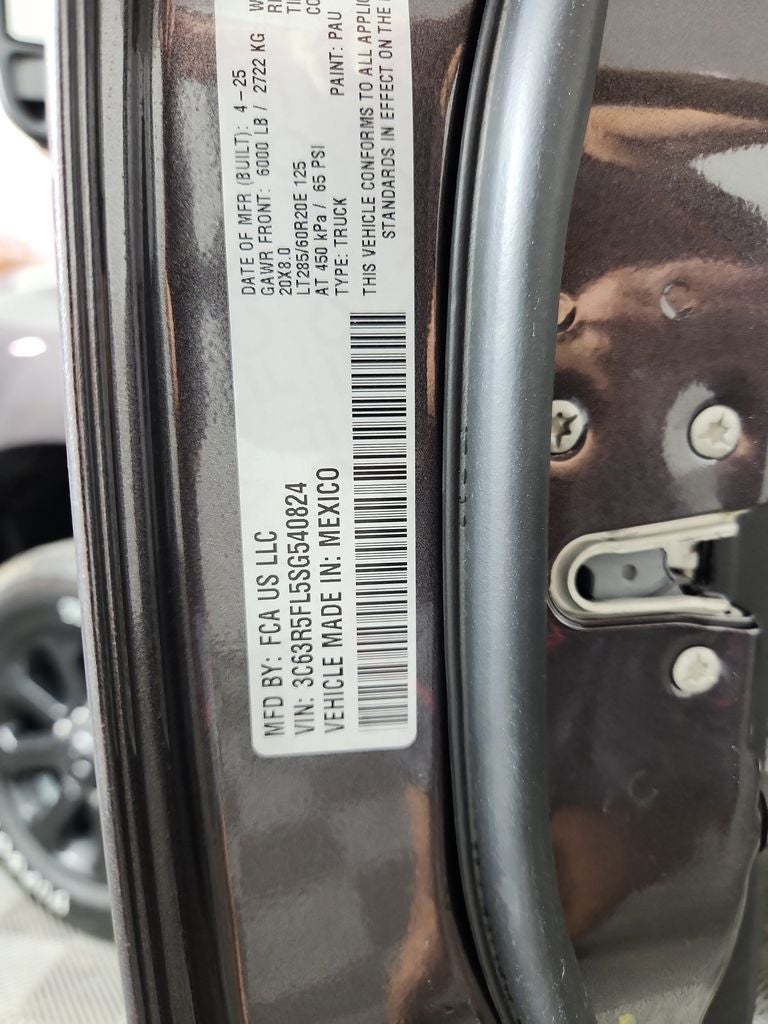 MFD BY: FCA US LLC
VIN: 3C63R5FL5SG540824
VEHICLE MADE IN: MEXICO
DATE OF MFR (BUILT): 4-25
GAWR FRONT: 6000 LB / 2722 KG
20X8.0
LT285/60R20E 125
AT 450 kPa / 65 PSI
TYPE: TRUCK
PAINT: PAU
THIS VEHICLE CONFORMS TO ALL
STANDARDS IN EFFECT ON THE